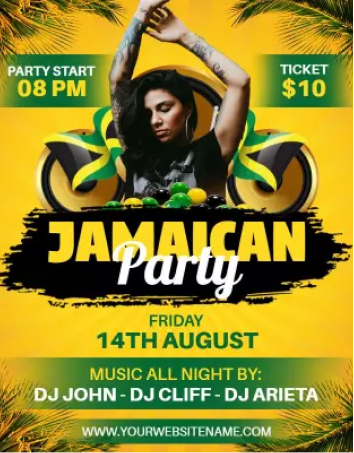 PARTY START
08 PM
TICKET
$10
JAMAICAN
Party
FRIDAY
14TH AUGUST
MUSIC ALL NIGHT BY:
DJ JOHN - DJ CLIFF - DJ ARIETA
WWW.YOURWEBSITENAME.COM